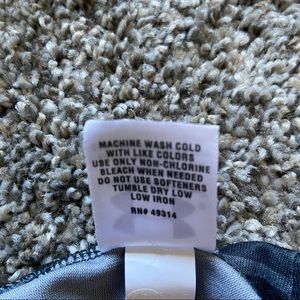 MACHINE WASH COLD
WITH LIKE COLORS
USE ONLY NON-CHLORINE
BLEACH WHEN NEEDED
DO NOT USE SOFTENERS
TUMBLE DRY LOW
LOW IRON
RN# 49314